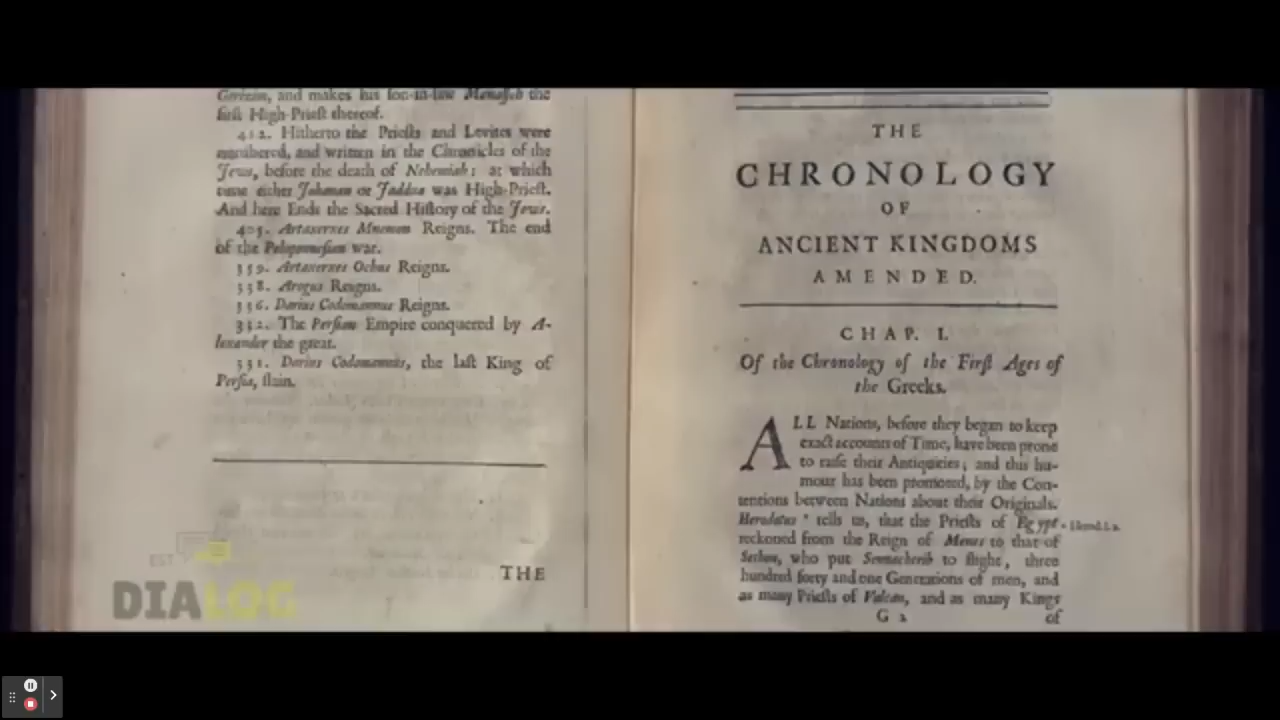 Gerizim, and makes his son-in-law Manasseh the
first High-Priest thereof.
412. Hitherto the Priests and Levites were
numbered, and written in the Chronicles of the
Jews, before the death of Nehemiah: at which
time either Johanan or Jaddua was High-Priest.
And here Ends the Sacred History of the Jews.
405. Artaxerxes Mnemon Reigns. The end
of the Peloponnesian war.
359. Artaxerxes Ochus Reigns.
338. Arogus Reigns.
336. Darius Codomannus Reigns.
332. The Persian Empire conquered by A-
lexander the great.
331. Darius Codomannus, the last King of
Persia, slain.
THE
THE
CHRONOLOGY
OF
ANCIENT KINGDOMS
AMENDED.
CHAP. I.
Of the Chronology of the First Ages of
the Greeks.
ALL Nations, before they began to keep
exact accounts of Time, have been prone
to raise their Antiquities; and this hu-
mour has been promoted, by the Con-
tentions between Nations about their Originals.
Herodotus tells us, that the Priests of Egypt
reckoned from the Reign of Menes to that of
Sethon, who put Sennacherib to flight, three
hundred forty and one Generations of men, and
as many Priests of Vulcan, and as many Kings
G 2 of
EST
DIALOG